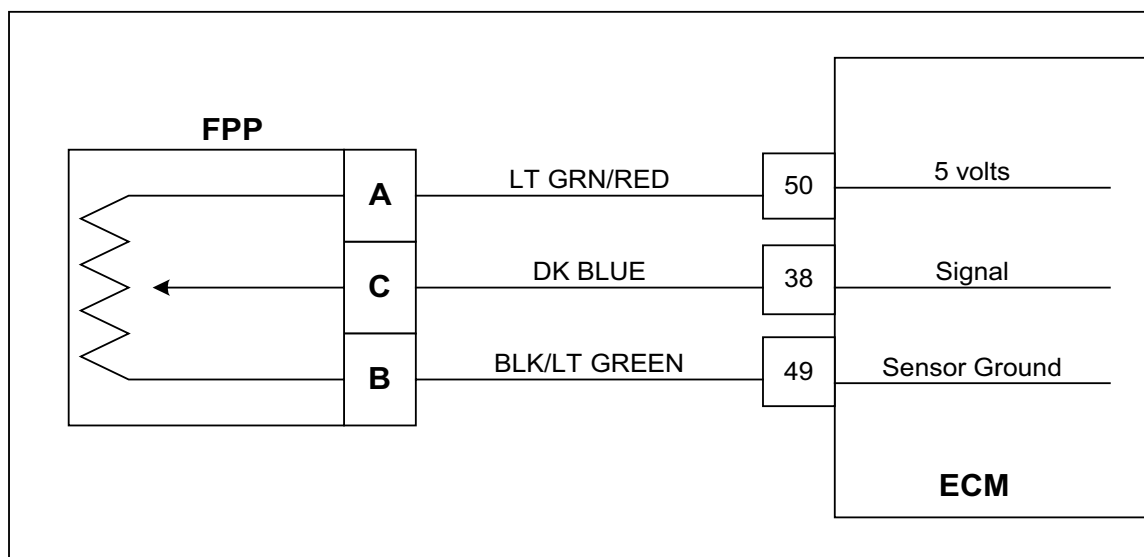 FPP
A LT GRN/RED 50 5 volts
C DK BLUE 38 Signal
B BLK/LT GREEN 49 Sensor Ground
ECM